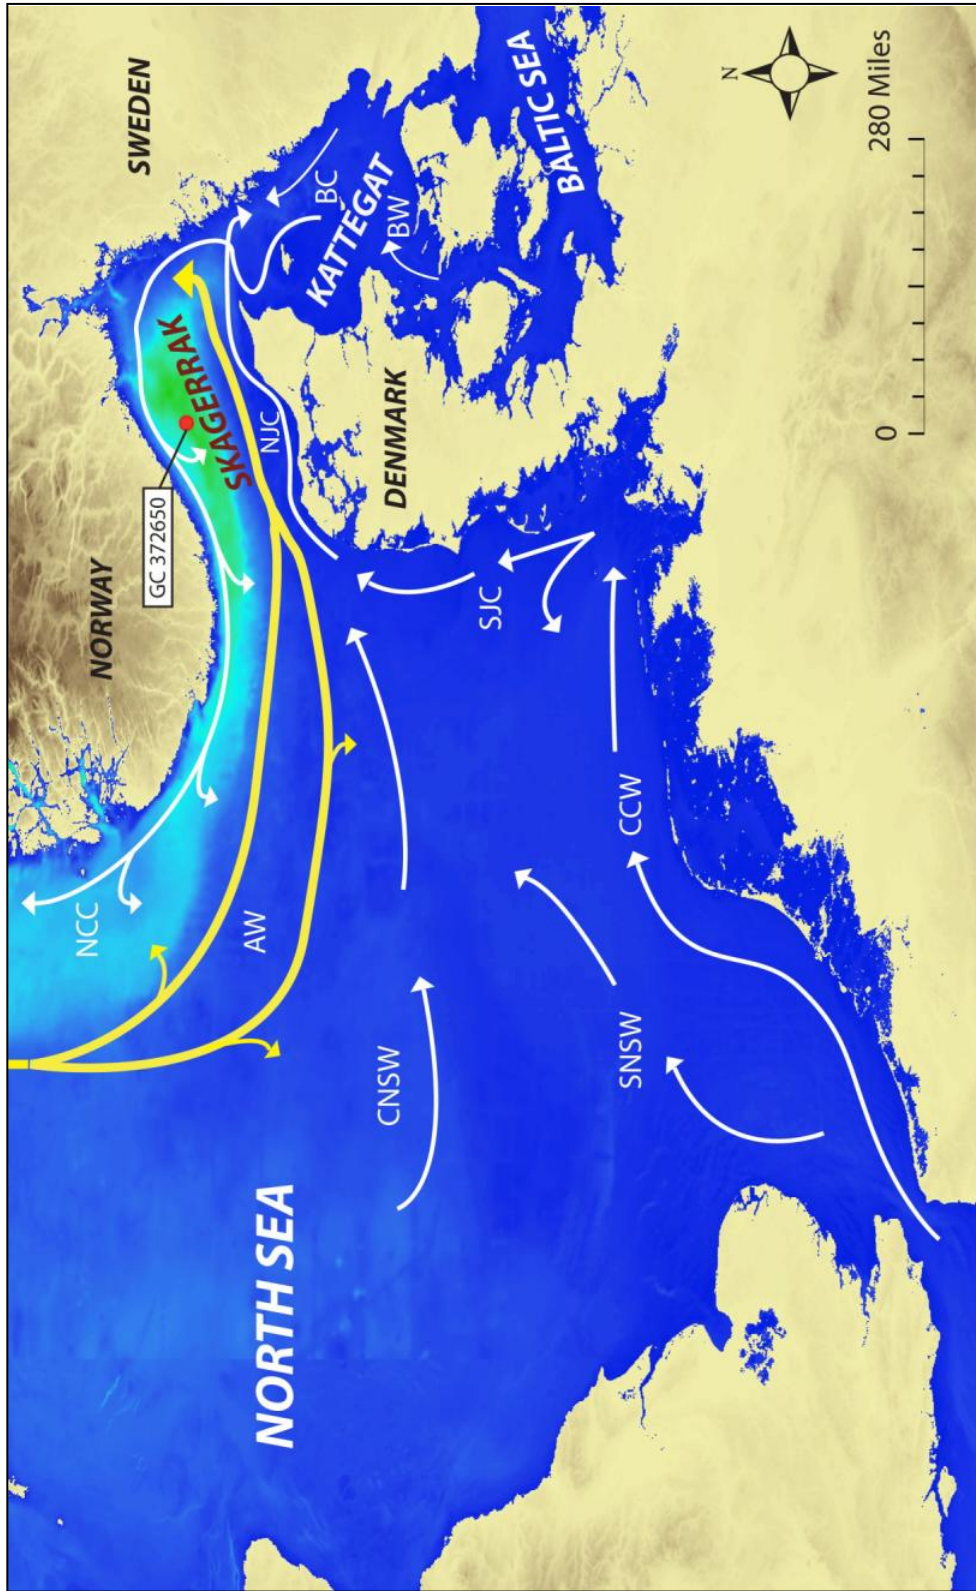 SWEDEN
NORWAY
GC 372650
SKAGERRAK
BC
KATTEGAT
BW
BALTIC SEA
NJC
DENMARK
NCC
AW
SJC
CNSW
CCW
SNSW
NORTH SEA
N
0
280 Miles